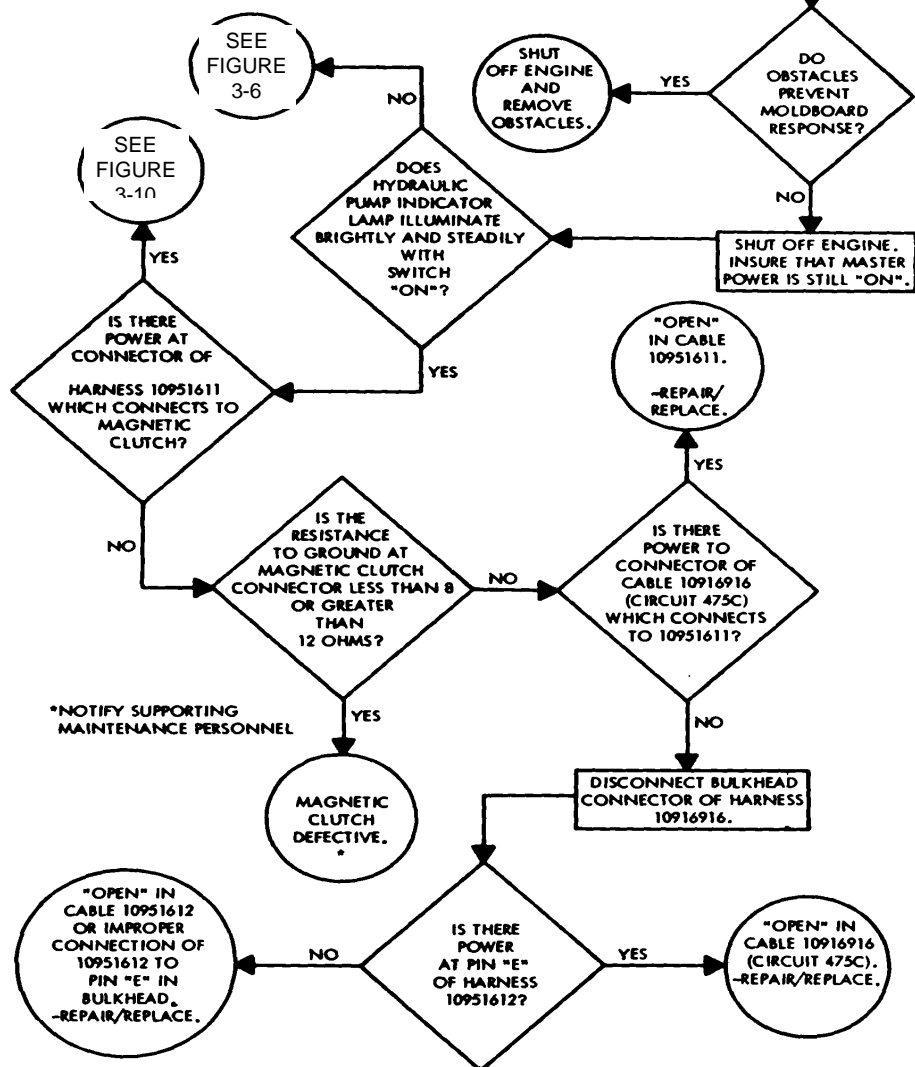 SEE
FIGURE
3-6
NO
SHUT
OFF ENGINE
AND
REMOVE
OBSTACLES.
YES
DO
OBSTACLES
PREVENT
MOLDBOARD
RESPONSE?
NO
SHUT OFF ENGINE.
INSURE THAT MASTER
POWER IS STILL "ON".
DOES
HYDRAULIC
PUMP INDICATOR
LAMP ILLUMINATE
BRIGHTLY AND STEADILY
WITH
SWITCH
"ON"?
YES
SEE
FIGURE
3-10
YES
IS THERE
POWER AT
CONNECTOR OF
HARNESS 10951611
WHICH CONNECTS TO
MAGNETIC
CLUTCH?
NO
IS THE
RESISTANCE
TO GROUND AT
MAGNETIC CLUTCH
CONNECTOR LESS THAN 8
OR GREATER
THAN
12 OHMS?
NO
YES
"OPEN"
IN CABLE
10951611.
-REPAIR/
REPLACE.
YES
IS THERE
POWER TO
CONNECTOR OF
CABLE 10916916
(CIRCUIT 475C)
WHICH CONNECTS
TO 10951611?
NO
*NOTIFY SUPPORTING
MAINTENANCE PERSONNEL
MAGNETIC
CLUTCH
DEFECTIVE.
*
DISCONNECT BULKHEAD
CONNECTOR OF HARNESS
10916916.
"OPEN" IN
CABLE 10951612
OR IMPROPER
CONNECTION OF
10951612 TO
PIN "E" IN
BULKHEAD.
-REPAIR/REPLACE.
NO
IS THERE
POWER
AT PIN "E"
OF HARNESS
10951612?
YES
"OPEN" IN
CABLE 10916916
(CIRCUIT 475C).
-REPAIR/REPLACE.